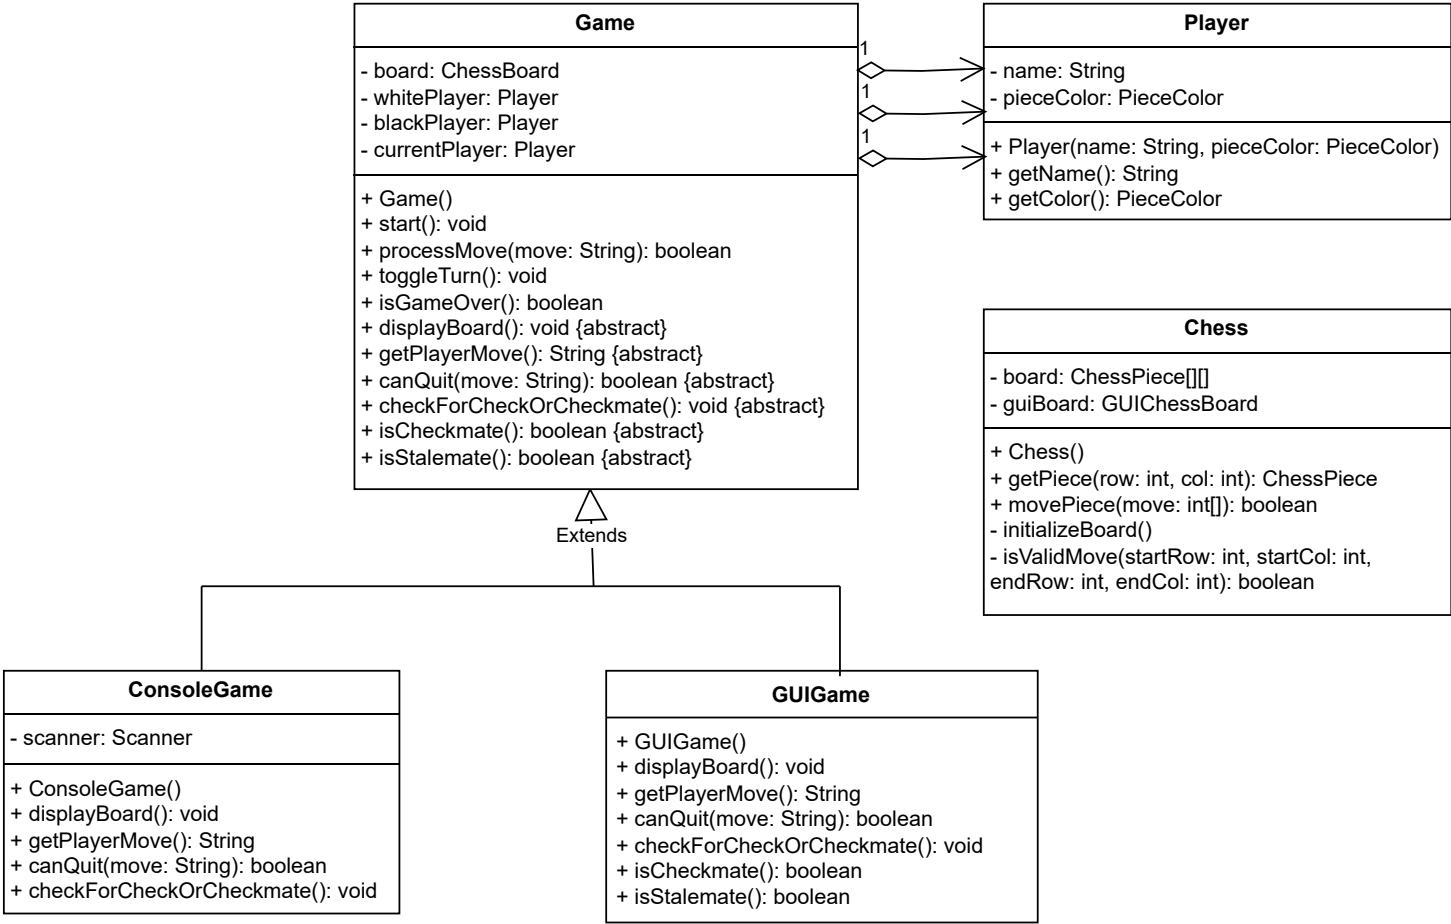 Game
- board: ChessBoard
- whitePlayer: Player
- blackPlayer: Player
- currentPlayer: Player
+ Game()
+ start(): void
+ processMove(move: String): boolean
+ toggleTurn(): void
+ isGameOver(): boolean
+ displayBoard(): void {abstract}
+ getPlayerMove(): String {abstract}
+ canQuit(move: String): boolean {abstract}
+ checkForCheckOrCheckmate(): void {abstract}
+ isCheckmate(): boolean {abstract}
+ isStalemate(): boolean {abstract}
1
1
1
Player
- name: String
- pieceColor: PieceColor
+ Player(name: String, pieceColor: PieceColor)
+ getName(): String
+ getColor(): PieceColor
Chess
- board: ChessPiece[][]
- guiBoard: GUIChessBoard
+ Chess()
+ getPiece(row: int, col: int): ChessPiece
+ movePiece(move: int[]): boolean
- initializeBoard()
- isValidMove(startRow: int, startCol: int,
endRow: int, endCol: int): boolean
Extends
ConsoleGame
- scanner: Scanner
+ ConsoleGame()
+ displayBoard(): void
+ getPlayerMove(): String
+ canQuit(move: String): boolean
+ checkForCheckOrCheckmate(): void
GUIGame
+ GUIGame()
+ displayBoard(): void
+ getPlayerMove(): String
+ canQuit(move: String): boolean
+ checkForCheckOrCheckmate(): void
+ isCheckmate(): boolean
+ isStalemate(): boolean